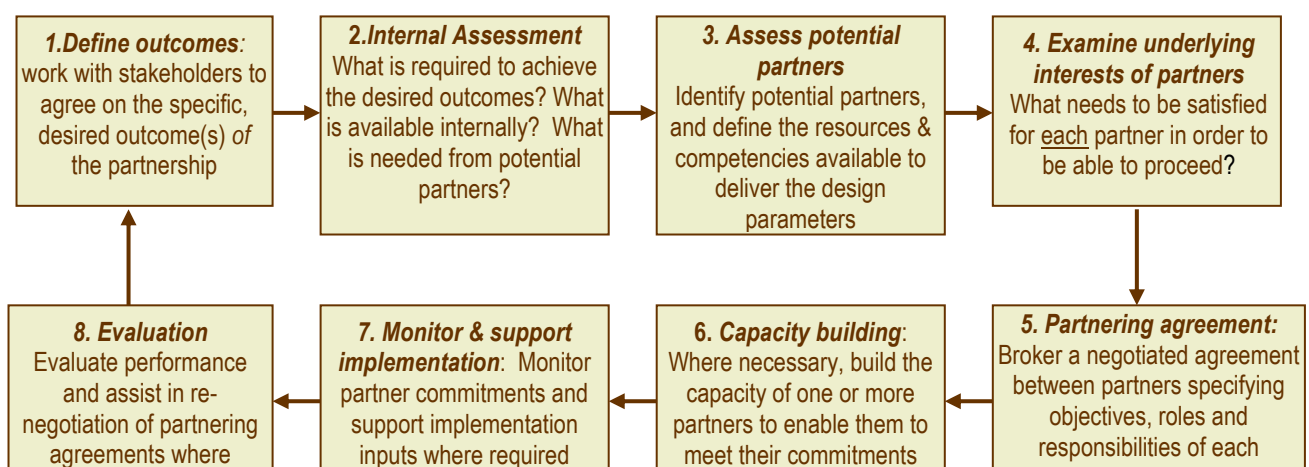 1.Define outcomes:
work with stakeholders to
agree on the specific,
desired outcome(s) of
the partnership
2.Internal Assessment
What is required to achieve
the desired outcomes? What
is available internally?  What
is needed from potential
partners?
3. Assess potential
partners
Identify potential partners,
and define the resources &
competencies available to
deliver the design
parameters
4. Examine underlying
interests of partners
What needs to be satisfied
for each partner in order to
be able to proceed?
5. Partnering agreement:
Broker a negotiated agreement
between partners specifying
objectives, roles and
responsibilities of each
6. Capacity building:
Where necessary, build the
capacity of one or more
partners to enable them to
meet their commitments
7. Monitor & support
implementation:  Monitor
partner commitments and
support implementation
inputs where required
8. Evaluation
Evaluate performance
and assist in re-
negotiation of partnering
agreements where